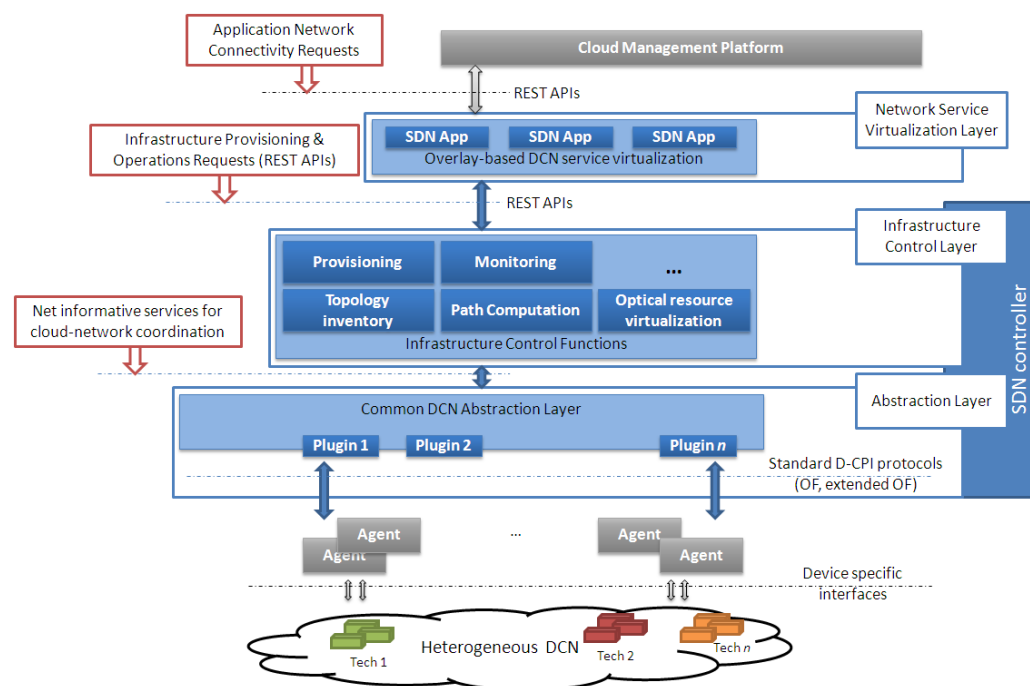 Application Network
Connectivity Requests
Cloud Management Platform
REST APIs
Network Service
Virtualization Layer
Infrastructure Provisioning &
Operations Requests (REST APIs)
SDN App
SDN App
SDN App
Overlay-based DCN service virtualization
REST APIs
Infrastructure
Control Layer
Provisioning
Monitoring
...
Topology
inventory
Path Computation
Optical resource
virtualization
Infrastructure Control Functions
Net informative services for
cloud-network coordination
SDN controller
Abstraction Layer
Common DCN Abstraction Layer
Plugin 1
Plugin 2
Plugin n
Standard D-CPI protocols
(OF, extended OF)
Agent
Agent
...
Agent
Agent
Device specific
interfaces
Heterogeneous DCN
Tech 1
Tech 2
Tech n